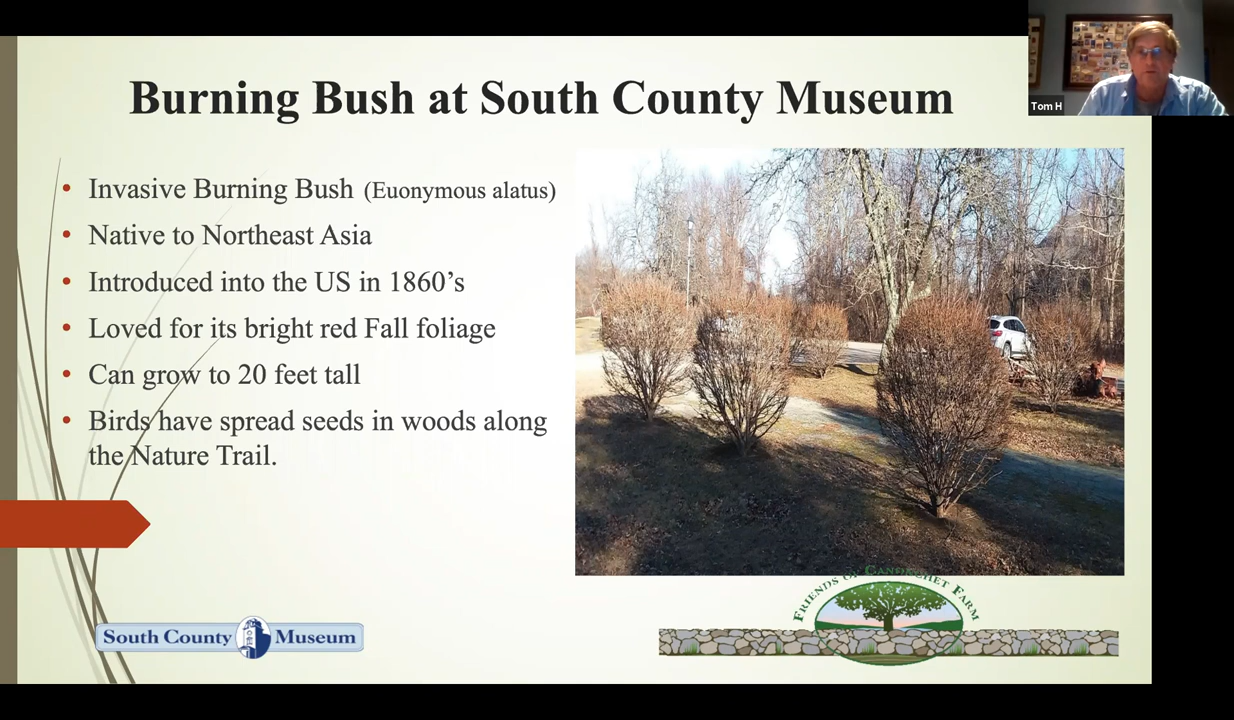 Burning Bush at South County Museum
Tom H
• Invasive Burning Bush (Euonymous alatus)
• Native to Northeast Asia
• Introduced into the US in 1860’s
• Loved for its bright red Fall foliage
• Can grow to 20 feet tall
• Birds have spread seeds in woods along
the Nature Trail.
FRIENDS OF CANONCHET FARM
South County Museum